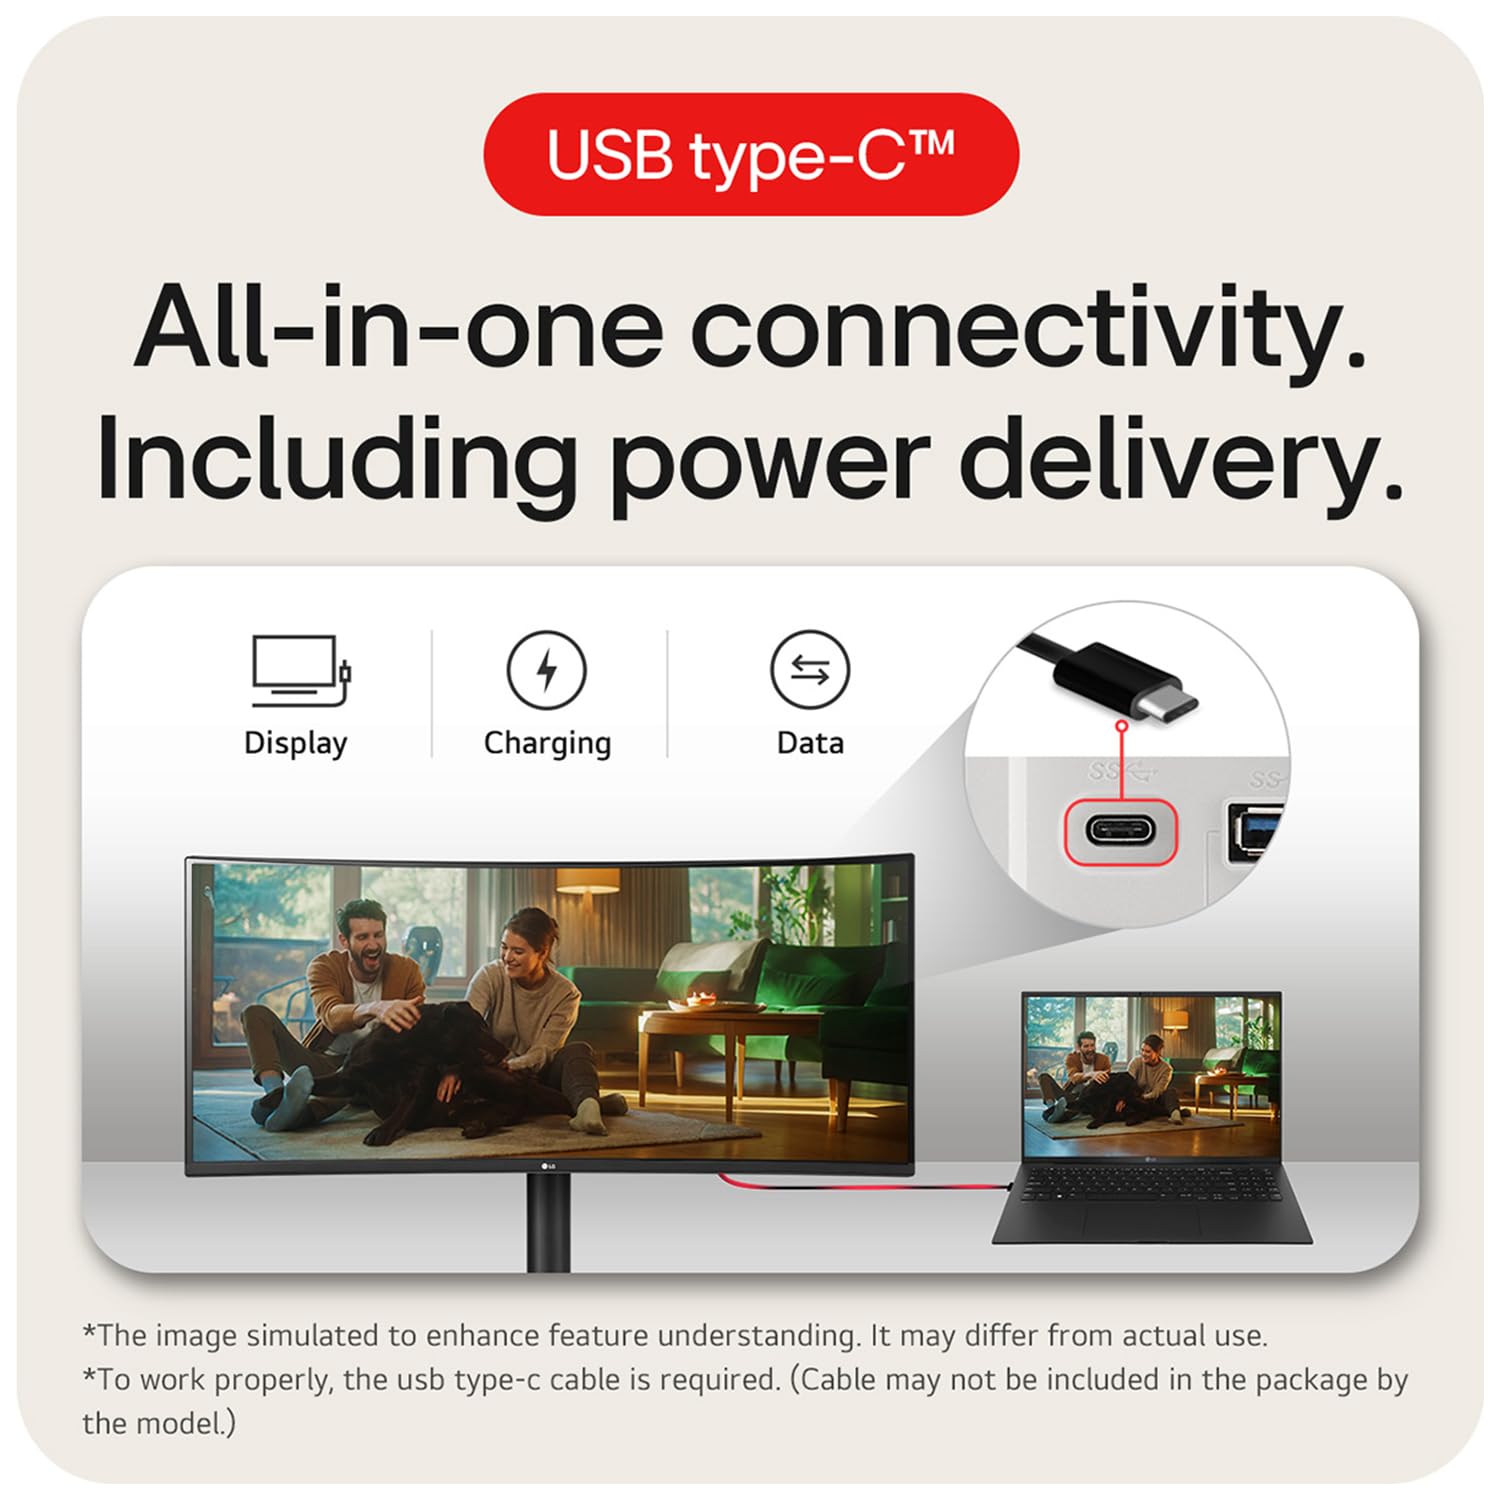 USB type-C™
All-in-one connectivity.
Including power delivery.
Display
Charging
Data
SS
SS
LG
LG
*The image simulated to enhance feature understanding. It may differ from actual use.
*To work properly, the usb type-c cable is required. (Cable may not be included in the package by
the model.)